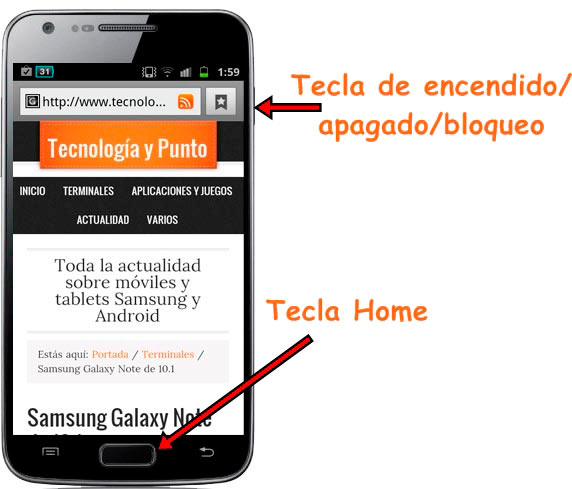 31
1:59
http://www.tecnolo...
Tecla de encendido/
apagado/bloqueo
Tecnología y Punto
INICIO TERMINALES APLICACIONES Y JUEGOS
ACTUALIDAD VARIOS
Toda la actualidad
sobre móviles y
tablets Samsung y
Android
Tecla Home
Estás aquí: Portada / Terminales /
Samsung Galaxy Note de 10.1
Samsung Galaxy Note